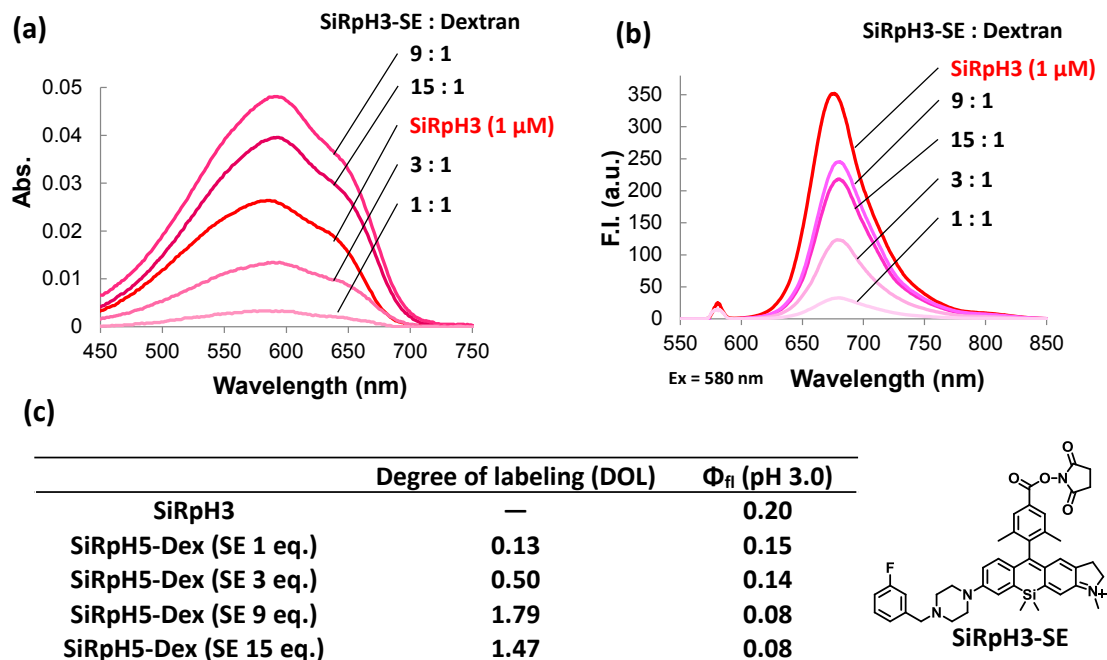 (a)
SiRpH3-SE : Dextran
9 : 1
15 : 1
SiRpH3 (1 μM)
3 : 1
1 : 1
Abs.
0.05
0.04
0.03
0.02
0.01
0
450 500 550 600 650 700 750
Wavelength (nm)
(b)
SiRpH3-SE : Dextran
SiRpH3 (1 μM)
9 : 1
15 : 1
3 : 1
1 : 1
F.I. (a.u.)
350
300
250
200
150
100
50
0
550 600 650 700 750 800 850
Ex = 580 nm
Wavelength (nm)
(c)
Degree of labeling (DOL) Φfl (pH 3.0)
SiRpH3 — 0.20
SiRpH5-Dex (SE 1 eq.) 0.13 0.15
SiRpH5-Dex (SE 3 eq.) 0.50 0.14
SiRpH5-Dex (SE 9 eq.) 1.79 0.08
SiRpH5-Dex (SE 15 eq.) 1.47 0.08
O
O
O N
O
O
F
N
N
Si
N+
SiRpH3-SE